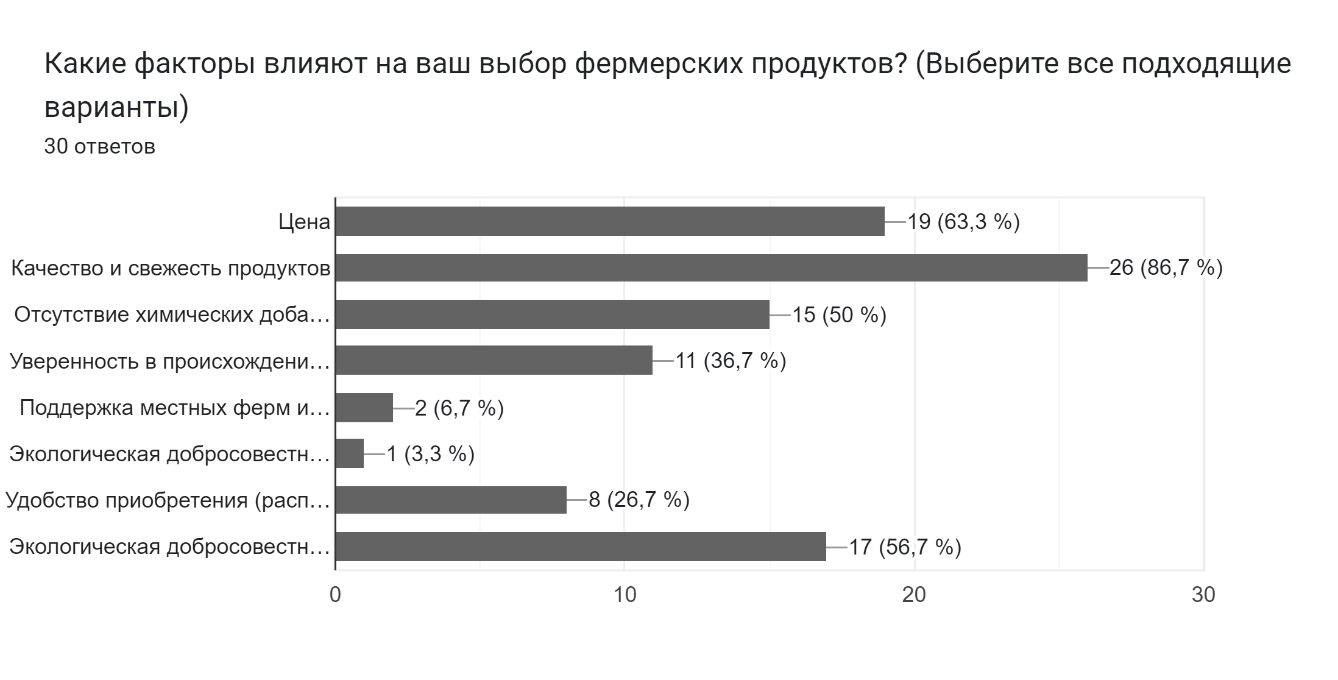 Какие факторы влияют на ваш выбор фермерских продуктов? (Выберите все подходящие
варианты)
30 ответов
Цена 19 (63,3 %)
Качество и свежесть продуктов 26 (86,7 %)
Отсутствие химических доба… 15 (50 %)
Уверенность в происхождени… 11 (36,7 %)
Поддержка местных ферм и… 2 (6,7 %)
Экологическая добросовестн… 1 (3,3 %)
Удобство приобретения (расп… 8 (26,7 %)
Экологическая добросовестн… 17 (56,7 %)
0 10 20 30